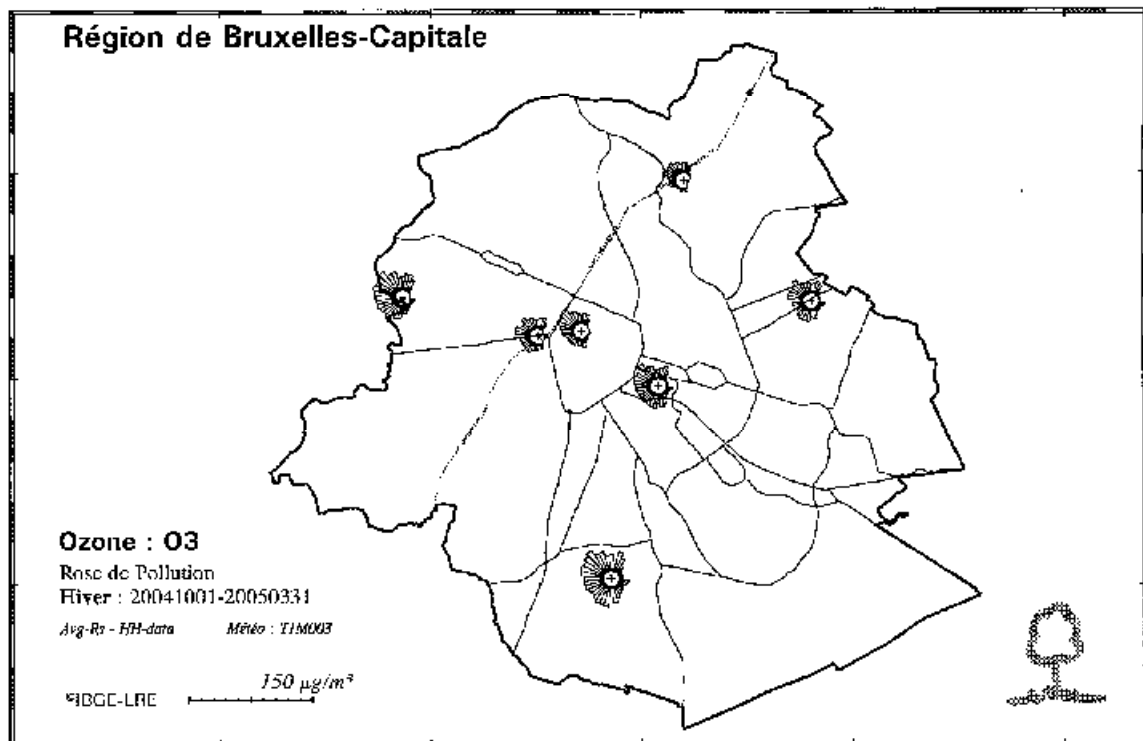 Région de Bruxelles-Capitale
Ozone : O3
Rose de Pollution
Hiver : 20041001-20050331
Avg-Rs - HH-data Météo : T1M003
150 µg/m³
©IBGE-LRE